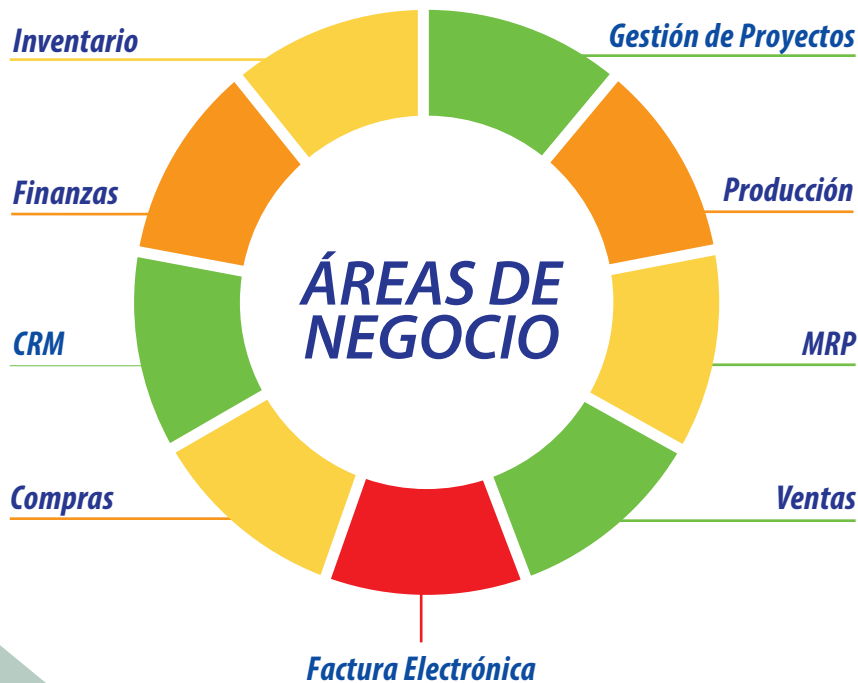 Inventario
Gestión de Proyectos
Finanzas
Producción
ÁREAS DE
NEGOCIO
CRM
MRP
Compras
Ventas
Factura Electrónica